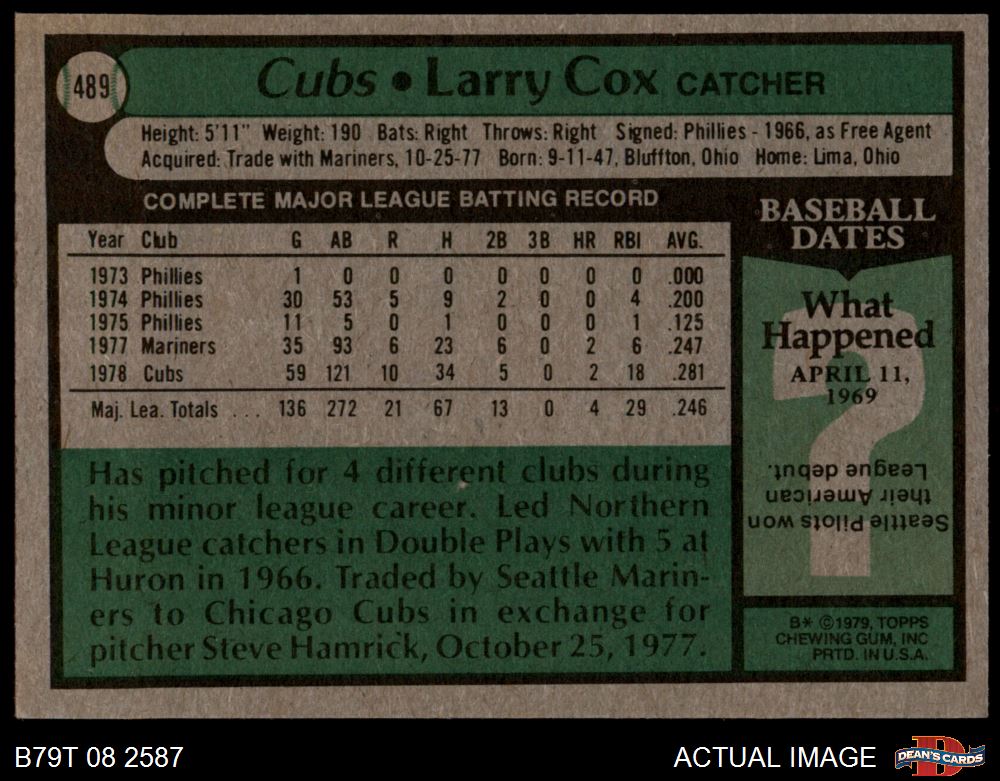 489
Cubs • Larry Cox CATCHER
Height: 5'11" Weight: 190 Bats: Right Throws: Right Signed: Phillies - 1966, as Free Agent
Acquired: Trade with Mariners, 10-25-77 Born: 9-11-47, Bluffton, Ohio Home: Lima, Ohio
COMPLETE MAJOR LEAGUE BATTING RECORD
Year Club G AB R H 2B 3B HR RBI AVG.
1973 Phillies 1 0 0 0 0 0 0 0 .000
1974 Phillies 30 53 5 9 2 0 0 4 .200
1975 Phillies 11 5 0 1 0 0 0 1 .125
1977 Mariners 35 93 6 23 6 0 2 6 .247
1978 Cubs 59 121 10 34 5 0 2 18 .281
Maj. Lea. Totals . . . 136 272 21 67 13 0 4 29 .246
Has pitched for 4 different clubs during
his minor league career. Led Northern
League catchers in Double Plays with 5 at
Huron in 1966. Traded by Seattle Marin-
ers to Chicago Cubs in exchange for
pitcher Steve Hamrick, October 25, 1977.
BASEBALL
DATES
What
Happened
APRIL 11,
1969
Seattle Pilots won
their American
League debut.
B* ©1979, TOPPS
CHEWING GUM, INC
PRTD. IN U.S.A.
B79T 08 2587
ACTUAL IMAGE
D
DEAN'S CARDS